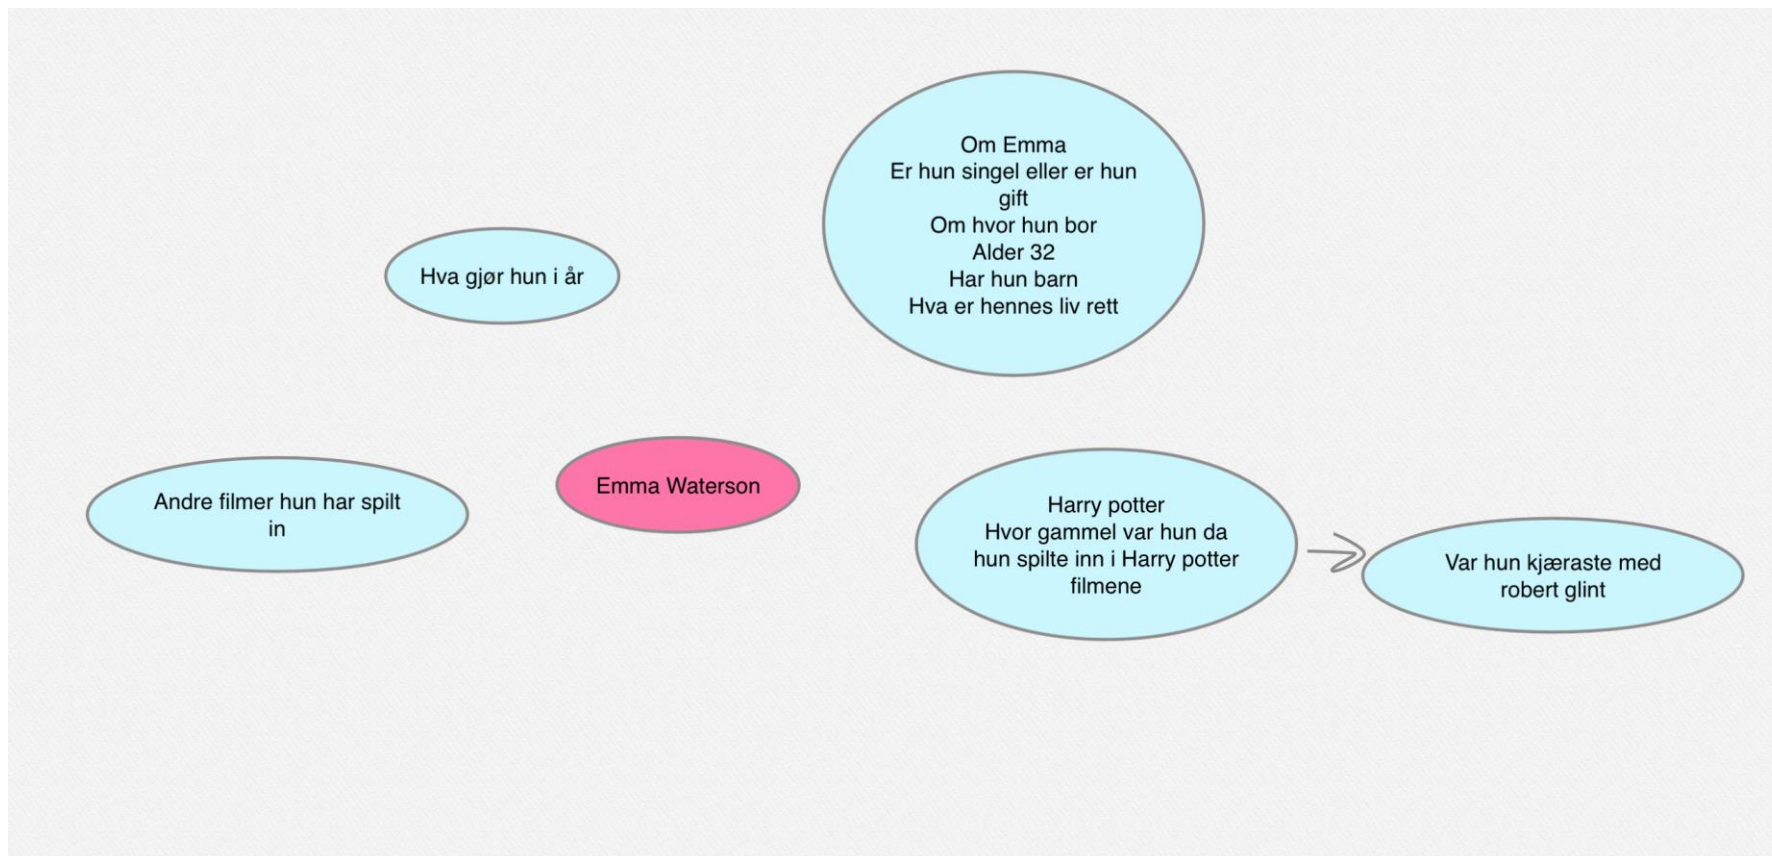 Om Emma
Er hun singel eller er hun
gift
Om hvor hun bor
Alder 32
Har hun barn
Hva er hennes liv rett
Hva gjør hun i år
Andre filmer hun har spilt
in
Emma Waterson
Harry potter
Hvor gammel var hun da
hun spilte inn i Harry potter
filmene
Var hun kjæraste med
robert glint